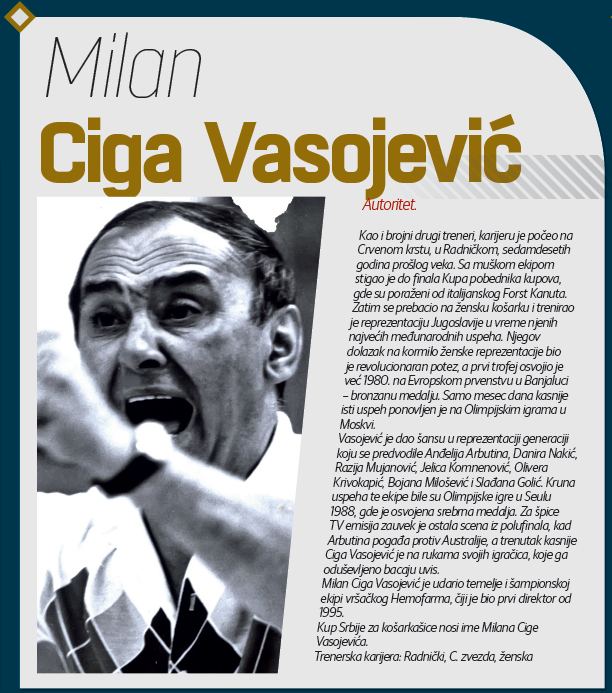 Milan
Ciga Vasojević
Autoritet.
Kao i brojni drugi treneri, karijeru je počeo na
Crvenom krstu, u Radničkom, sedamdesetih
godina prošlog veka. Sa muškom ekipom
stigao je do finala Kupa pobednika kupova,
gde su poraženi od italijanskog Forst Kanuta.
Zatim se prebacio na žensku košarku i trenirao
je reprezentaciju Jugoslavije u vreme njenih
najvećih međunarodnih uspeha. Njegov
dolazak na kormilo ženske reprezentacije bio
je revolucionaran potez, a prvi trofej osvojio je
već 1980. na Evropskom prvenstvu u Banjaluci
– bronzanu medalju. Samo mesec dana kasnije
isti uspeh ponovljen je na Olimpijskim igrama u
Moskvi.
Vasojević je dao šansu u reprezentaciji generaciji
koju se predvodile Anđelija Arbutina, Danira Nakić,
Razija Mujanović, Jelica Komnenović, Olivera
Krivokapić, Bojana Milošević i Slađana Golić. Kruna
uspeha te ekipe bile su Olimpijske igre u Seulu
1988, gde je osvojena srebrna medalja. Za špice
TV emisija zauvek je ostala scena iz polufinala, kad
Arbutina pogađa protiv Australije, a trenutak kasnije
Ciga Vasojević je na rukama svojih igračica, koje ga
oduševljeno bacaju uvis.
Milan Ciga Vasojević je udario temelje i šampionskoj
ekipi vršačkog Hemofarma, čiji je bio prvi direktor od
1995.
Kup Srbije za košarkašice nosi ime Milana Cige
Vasojevića.
Trenerska karijera: Radnički, C. zvezda, ženska